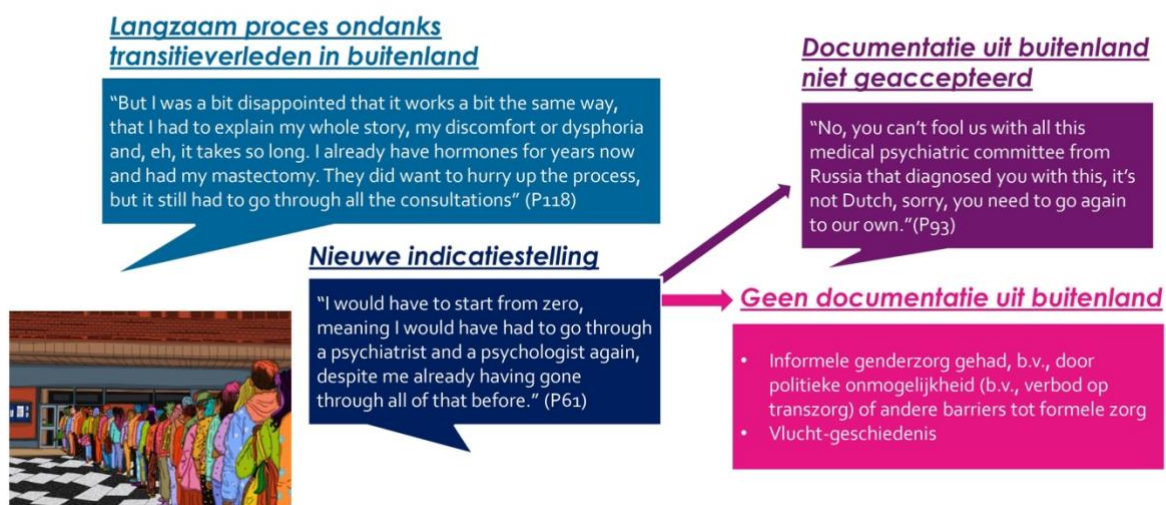 Langzaam proces ondanks
transitieverleden in buitenland
“But I was a bit disappointed that it works a bit the same way,
that I had to explain my whole story, my discomfort or dysphoria
and, eh, it takes so long. I already have hormones for years now
and had my mastectomy. They did want to hurry up the process,
but it still had to go through all the consultations” (P118)
Nieuwe indicatiestelling
“I would have to start from zero,
meaning I would have had to go through
a psychiatrist and a psychologist again,
despite me already having gone
through all of that before.” (P61)
Documentatie uit buitenland
niet geaccepteerd
“No, you can’t fool us with all this
medical psychiatric committee from
Russia that diagnosed you with this, it’s
not Dutch, sorry, you need to go again
to our own.”(P93)
Geen documentatie uit buitenland
• Informele genderzorg gehad, b.v., door
politieke onmogelijkheid (b.v., verbod op
transzorg) of andere barriers tot formele zorg
• Vlucht-geschiedenis